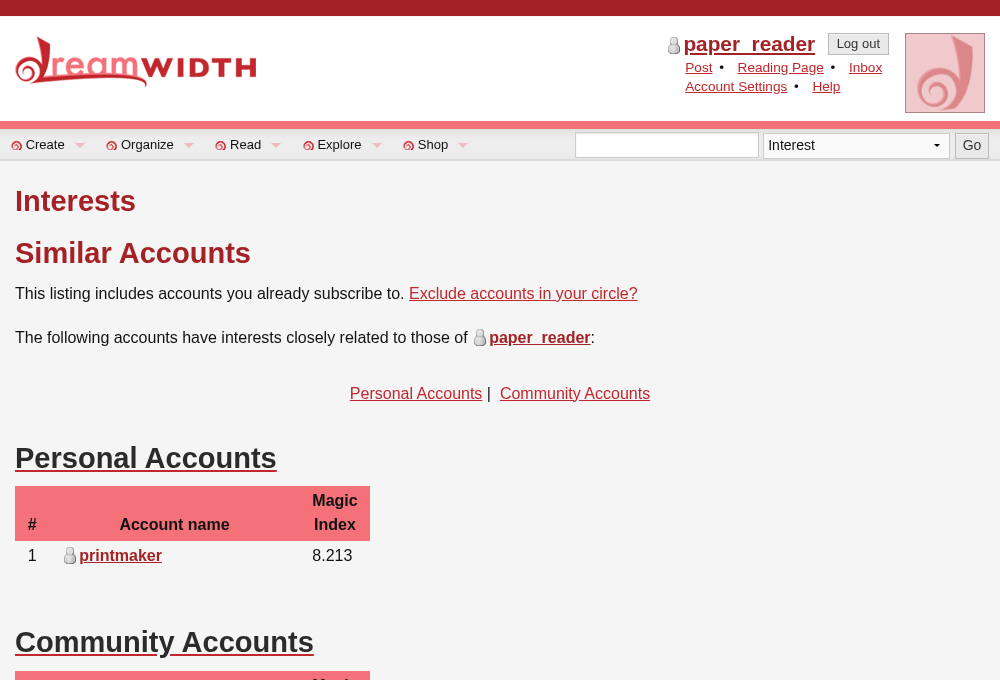 dreamWIDTH
paper_reader Log out
Post • Reading Page • Inbox
Account Settings • Help
Create Organize Read Explore Shop Interest Go
Interests
Similar Accounts
This listing includes accounts you already subscribe to. Exclude accounts in your circle?
The following accounts have interests closely related to those of paper_reader:
Personal Accounts | Community Accounts
Personal Accounts
# Account name Magic Index
1 printmaker 8.213
Community Accounts